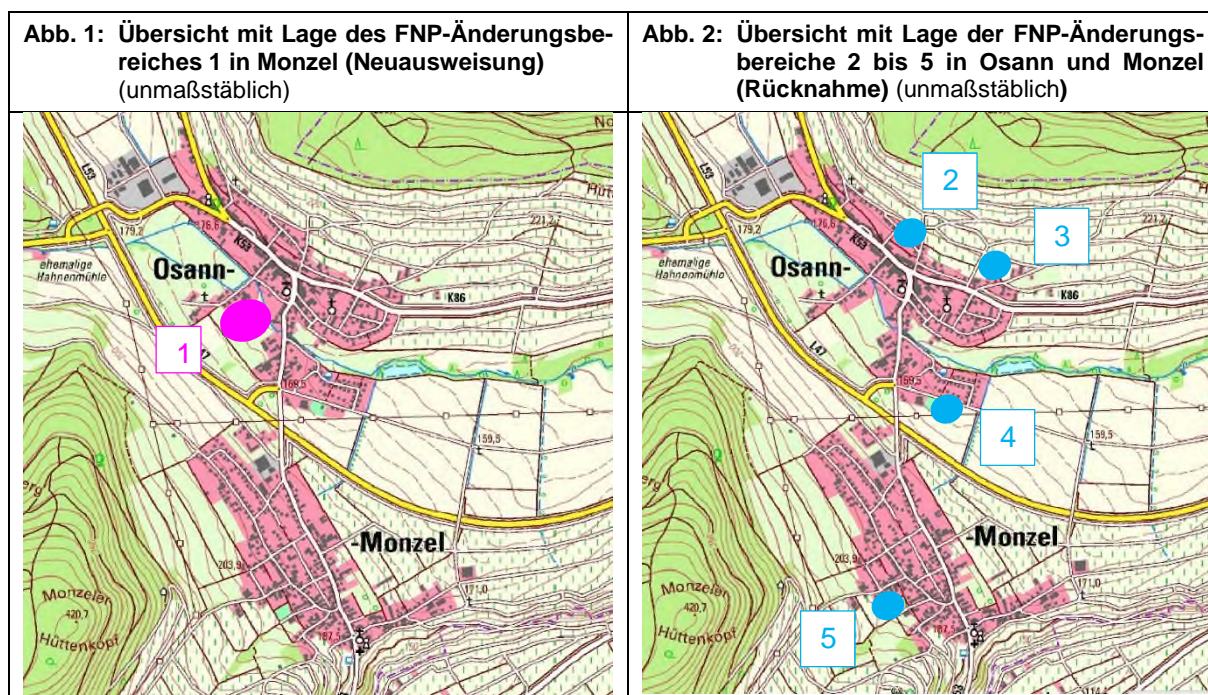 Abb. 1: Übersicht mit Lage des FNP-Änderungsbe-
reiches 1 in Monzel (Neuausweisung)
(unmaßstäblich)
Abb. 2: Übersicht mit Lage der FNP-Änderungs-
bereiche 2 bis 5 in Osann und Monzel
(Rücknahme) (unmaßstäblich)
L53
176,6
K53
179,2
ehemalige
Hahnenmühle
Osann-
221,2
K86
1
L47
169,5
159,5
-Monzel
203,9
171,0
Monzeler
420,7
Hüttenkopf
187,5
L53
2
176,6
K53
3
221,2
179,2
ehemalige
Hahnenmühle
Osann-
K86
L47
169,5
4
159,5
-Monzel
203,9
171,0
Monzeler
420,7
Hüttenkopf
5
187,5